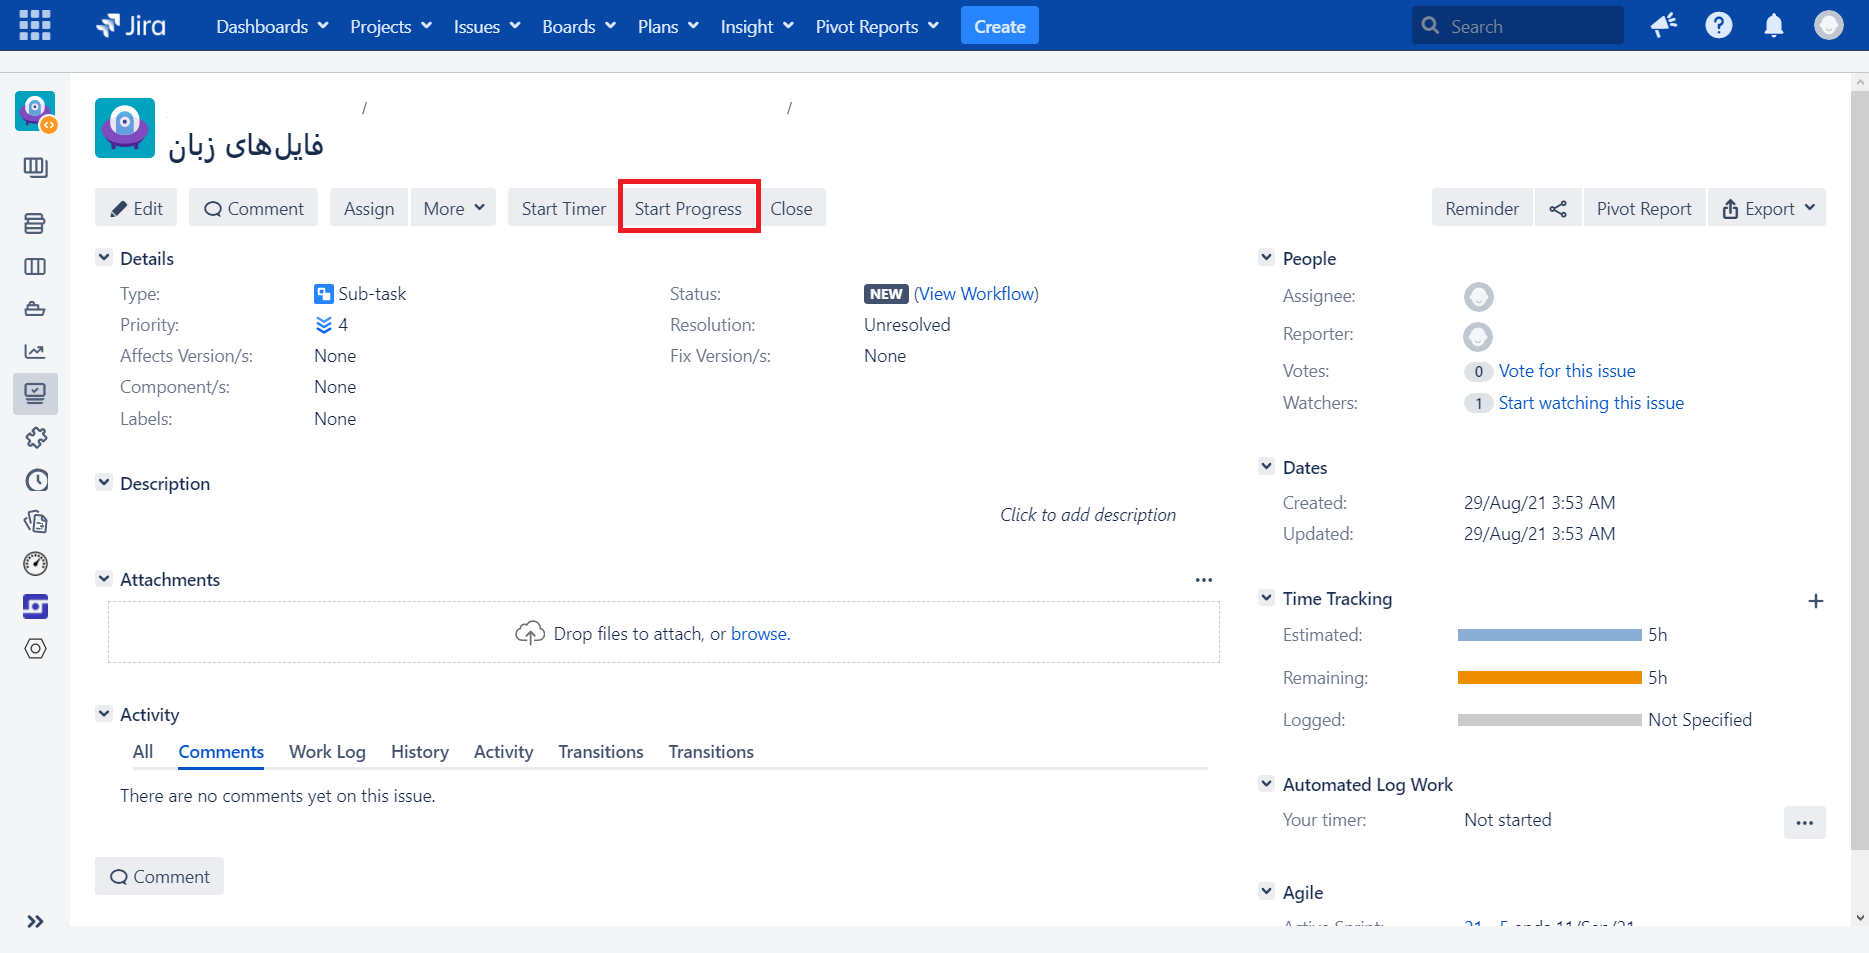 Jira Dashboards Projects Issues Boards Plans Insight Pivot Reports Create Search
/ /
فایل‌های زبان
Edit Comment Assign More Start Timer Start Progress Close Reminder Pivot Report Export
Details
Type: Sub-task
Priority: 4
Affects Version/s: None
Component/s: None
Labels: None
Status: NEW (View Workflow)
Resolution: Unresolved
Fix Version/s: None
Description
Click to add description
Attachments
Drop files to attach, or browse.
Activity
All Comments Work Log History Activity Transitions Transitions
There are no comments yet on this issue.
Comment
People
Assignee:
Reporter:
Votes: 0 Vote for this issue
Watchers: 1 Start watching this issue
Dates
Created: 29/Aug/21 3:53 AM
Updated: 29/Aug/21 3:53 AM
Time Tracking
Estimated: 5h
Remaining: 5h
Logged: Not Specified
Automated Log Work
Your timer: Not started
Agile